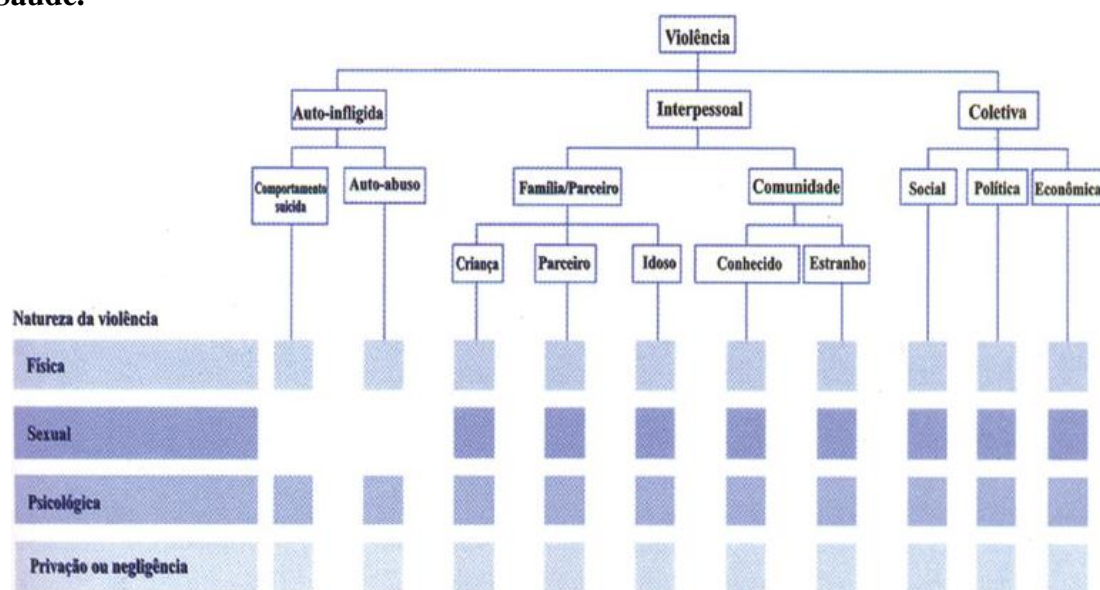 Saúde.
Violência
Auto-infligida
Interpessoal
Coletiva
Comportamento
suicida
Auto-abuso
Família/Parceiro
Comunidade
Social
Política
Econômica
Criança
Parceiro
Idoso
Conhecido
Estranho
Natureza da violência
Física
Sexual
Psicológica
Privação ou negligência